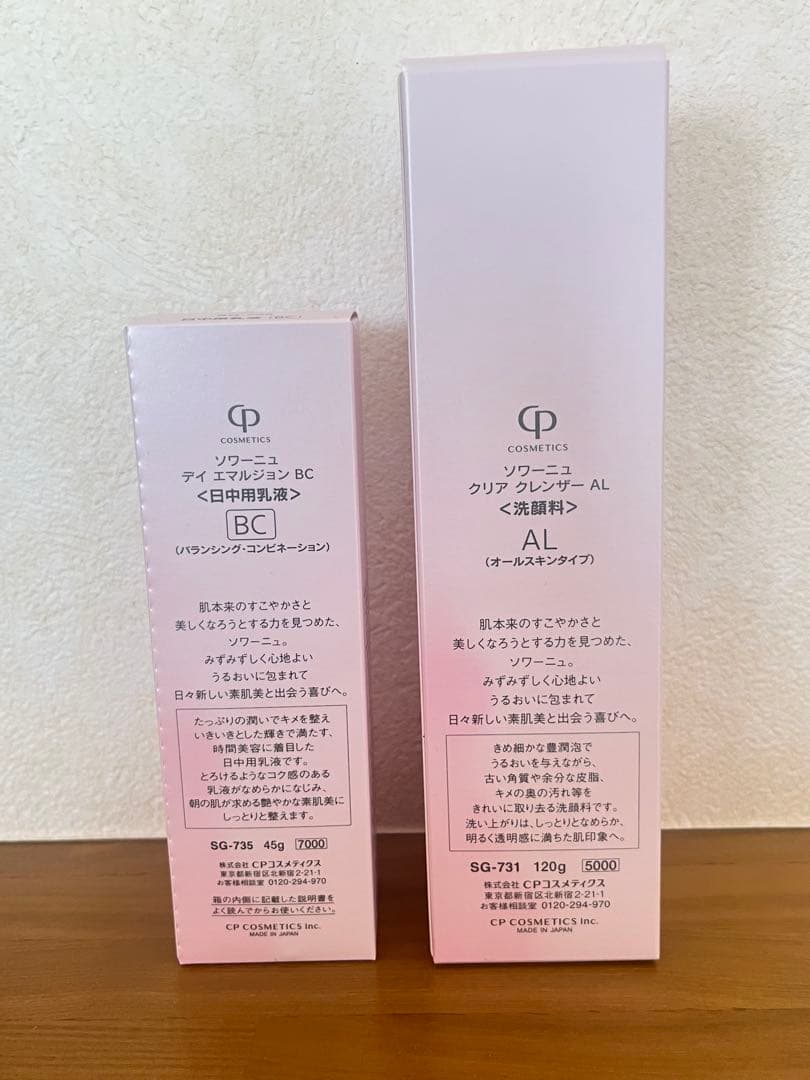 CP
COSMETICS
ソワーニュ
デイ エマルジョン BC
<日中用乳液>
BC
(バランシング・コンビネーション)
肌本来のすこやかさと
美しくなろうとする力を見つめた、
ソワーニュ。
みずみずしく心地よい
うるおいに包まれて
日々新しい素肌美と出会う喜びへ。
たっぷりの潤いでキメを整え
いきいきとした輝きで満たす、
時間美容に着目した
日中用乳液です。
とろけるようなコク感のある
乳液がなめらかになじみ、
朝の肌が求める艶やかな素肌美に
しっとりと整えます。
SG-735 45g 7000
株式会社 CPコスメティクス
東京都新宿区北新宿2-21-1
お客様相談室 0120-294-970
箱の内側に記載した説明書を
よく読んでからお使いください。
CP COSMETICS Inc.
MADE IN JAPAN
CP
COSMETICS
ソワーニュ
クリア クレンザー AL
<洗顔料>
AL
(オールスキンタイプ)
肌本来のすこやかさと
美しくなろうとする力を見つめた、
ソワーニュ。
みずみずしく心地よい
うるおいに包まれて
日々新しい素肌美と出会う喜びへ。
きめ細かな豊潤泡で
うるおいを与えながら、
古い角質や余分な皮脂、
キメの奥の汚れ等を
きれいに取り去る洗顔料です。
洗い上がりは、しっとりとなめらか、
明るく透明感に満ちた肌印象へ。
SG-731 120g 5000
株式会社 CPコスメティクス
東京都新宿区北新宿2-21-1
お客様相談室 0120-294-970
CP COSMETICS Inc.
MADE IN JAPAN